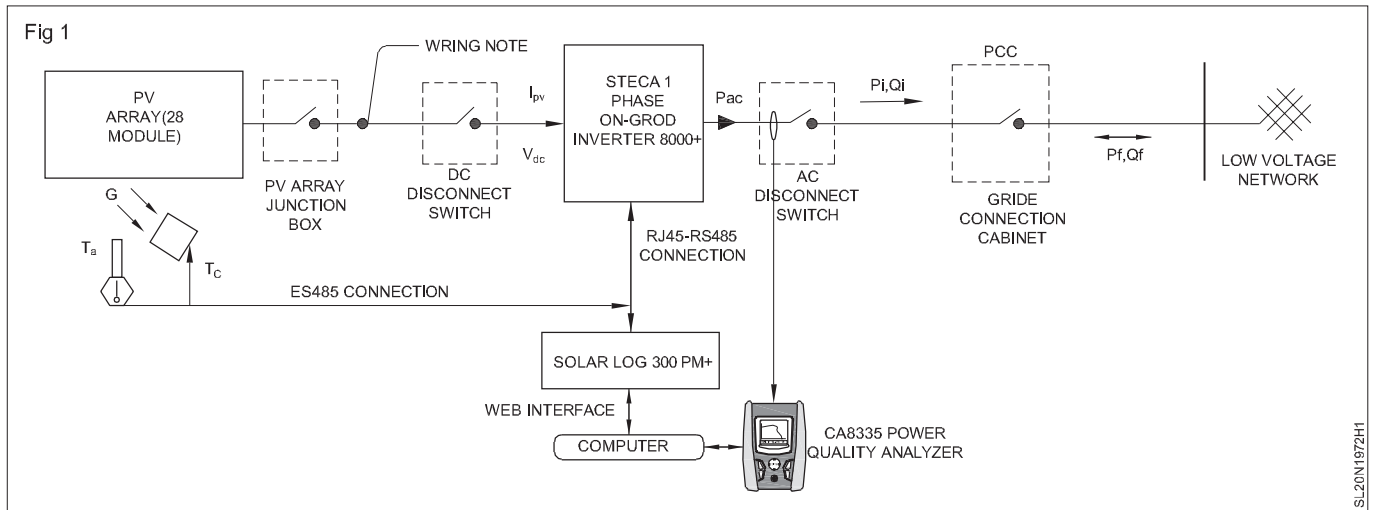 Fig 1
WRING NOTE
PV
ARRAY(28
MODULE)
PV ARRAY
JUNCTION
BOX
DC
DISCONNECT
SWITCH
Ipv
Vdc
STECA 1
PHASE
ON-GROD
INVERTER 8000+
Pac
AC
DISCONNECT
SWITCH
Pi,Qi
PCC
GRIDE
CONNECTION
CABINET
Pf,Qf
LOW VOLTAGE
NETWORK
G
Ta
TC
ES485 CONNECTION
RJ45-RS485
CONNECTION
SOLAR LOG 300 PM+
WEB INTERFACE
COMPUTER
CA8335 POWER
QUALITY ANALYZER
SL20N1972H1